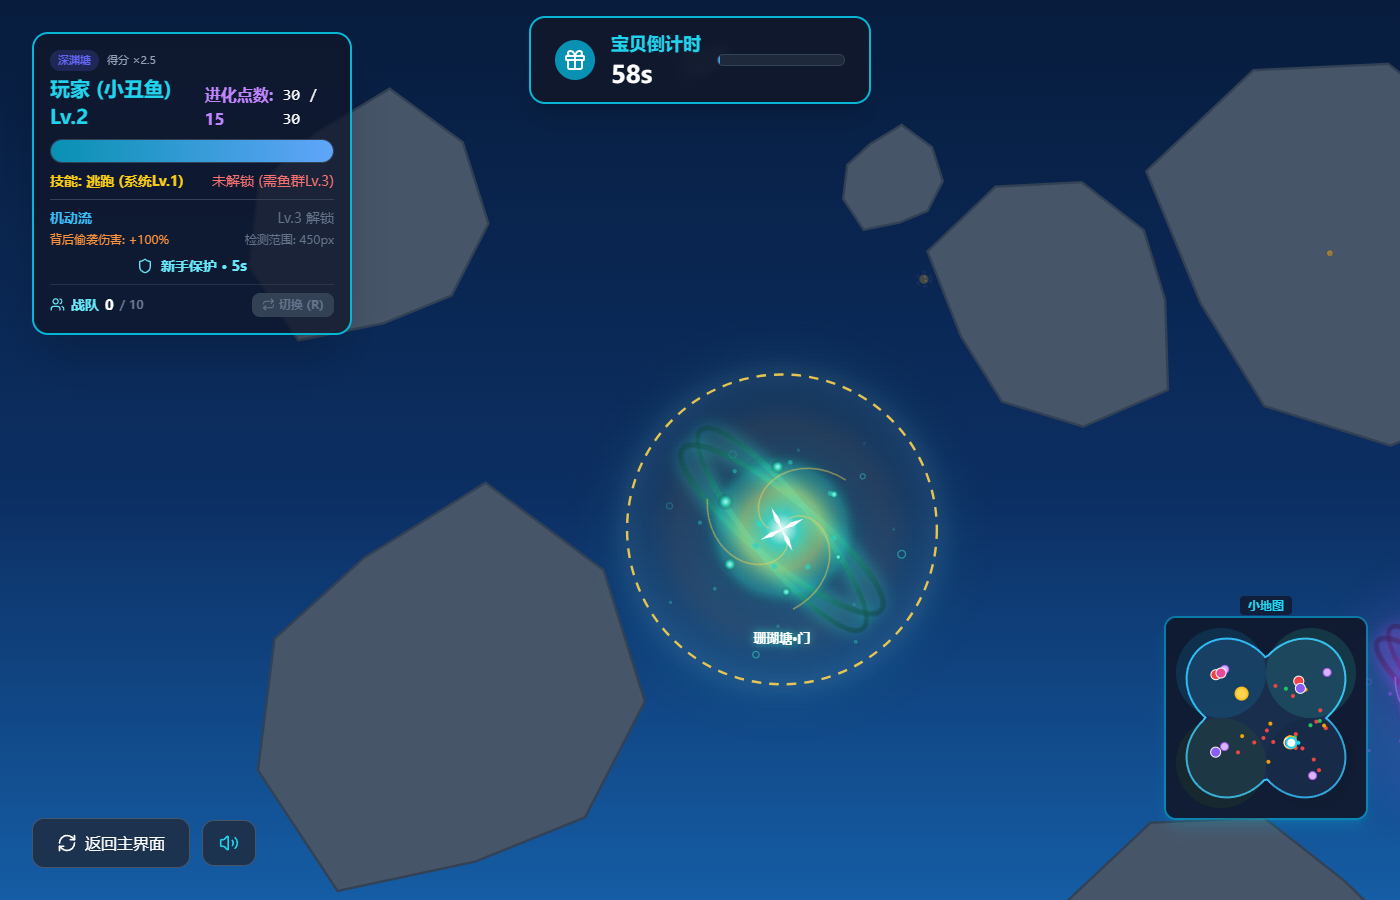 深渊塘 得分 ×2.5
玩家 (小丑鱼) Lv.2
进化点数: 15
30 / 30
技能: 逃跑 (系统Lv.1) 未解锁 (需鱼群Lv.3)
机动流 Lv.3 解锁
背后偷袭伤害: +100% 检测范围: 450px
新手保护 • 5s
战队 0 / 10 切换 (R)
宝贝倒计时
58s
珊瑚塘•门
小地图
返回主界面